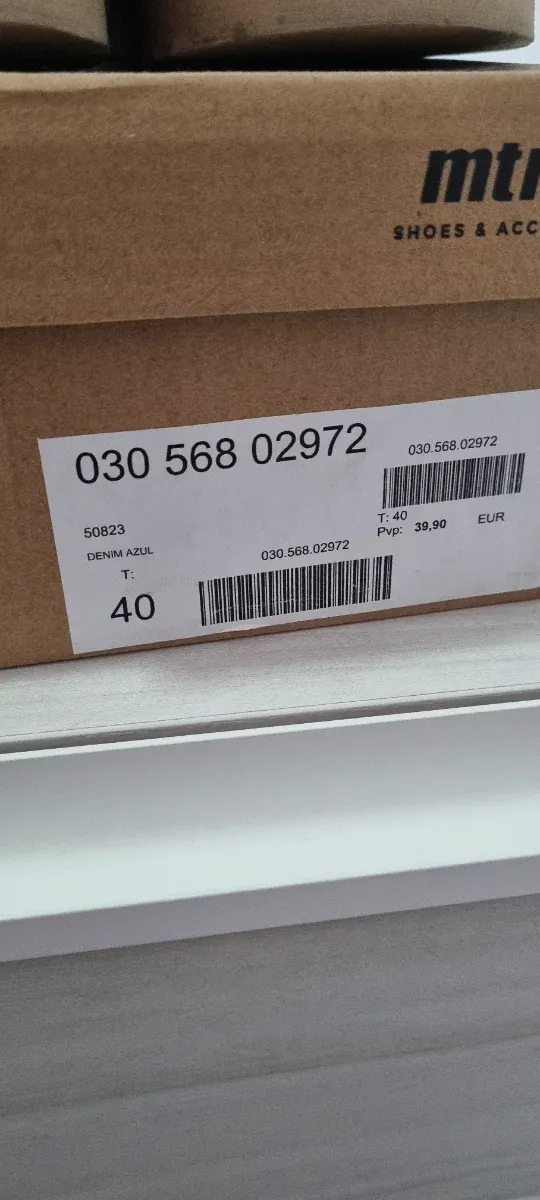 mtn
SHOES & ACC
030 568 02972
030.568.02972
50823
T: 40
Pvp: 39,90 EUR
DENIM AZUL
030.568.02972
T:
40